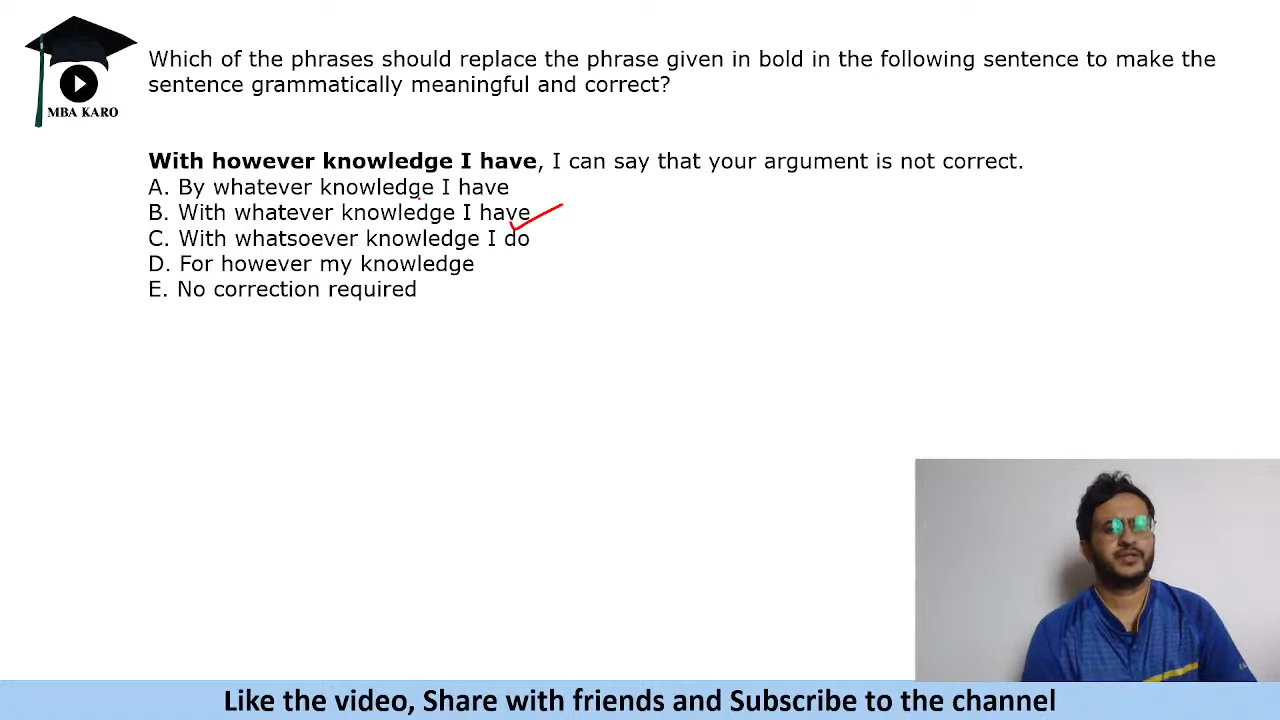 MBA KARO
Which of the phrases should replace the phrase given in bold in the following sentence to make the
sentence grammatically meaningful and correct?
With however knowledge I have, I can say that your argument is not correct.
A. By whatever knowledge I have
B. With whatever knowledge I have
C. With whatsoever knowledge I do
D. For however my knowledge
E. No correction required
Like the video, Share with friends and Subscribe to the channel